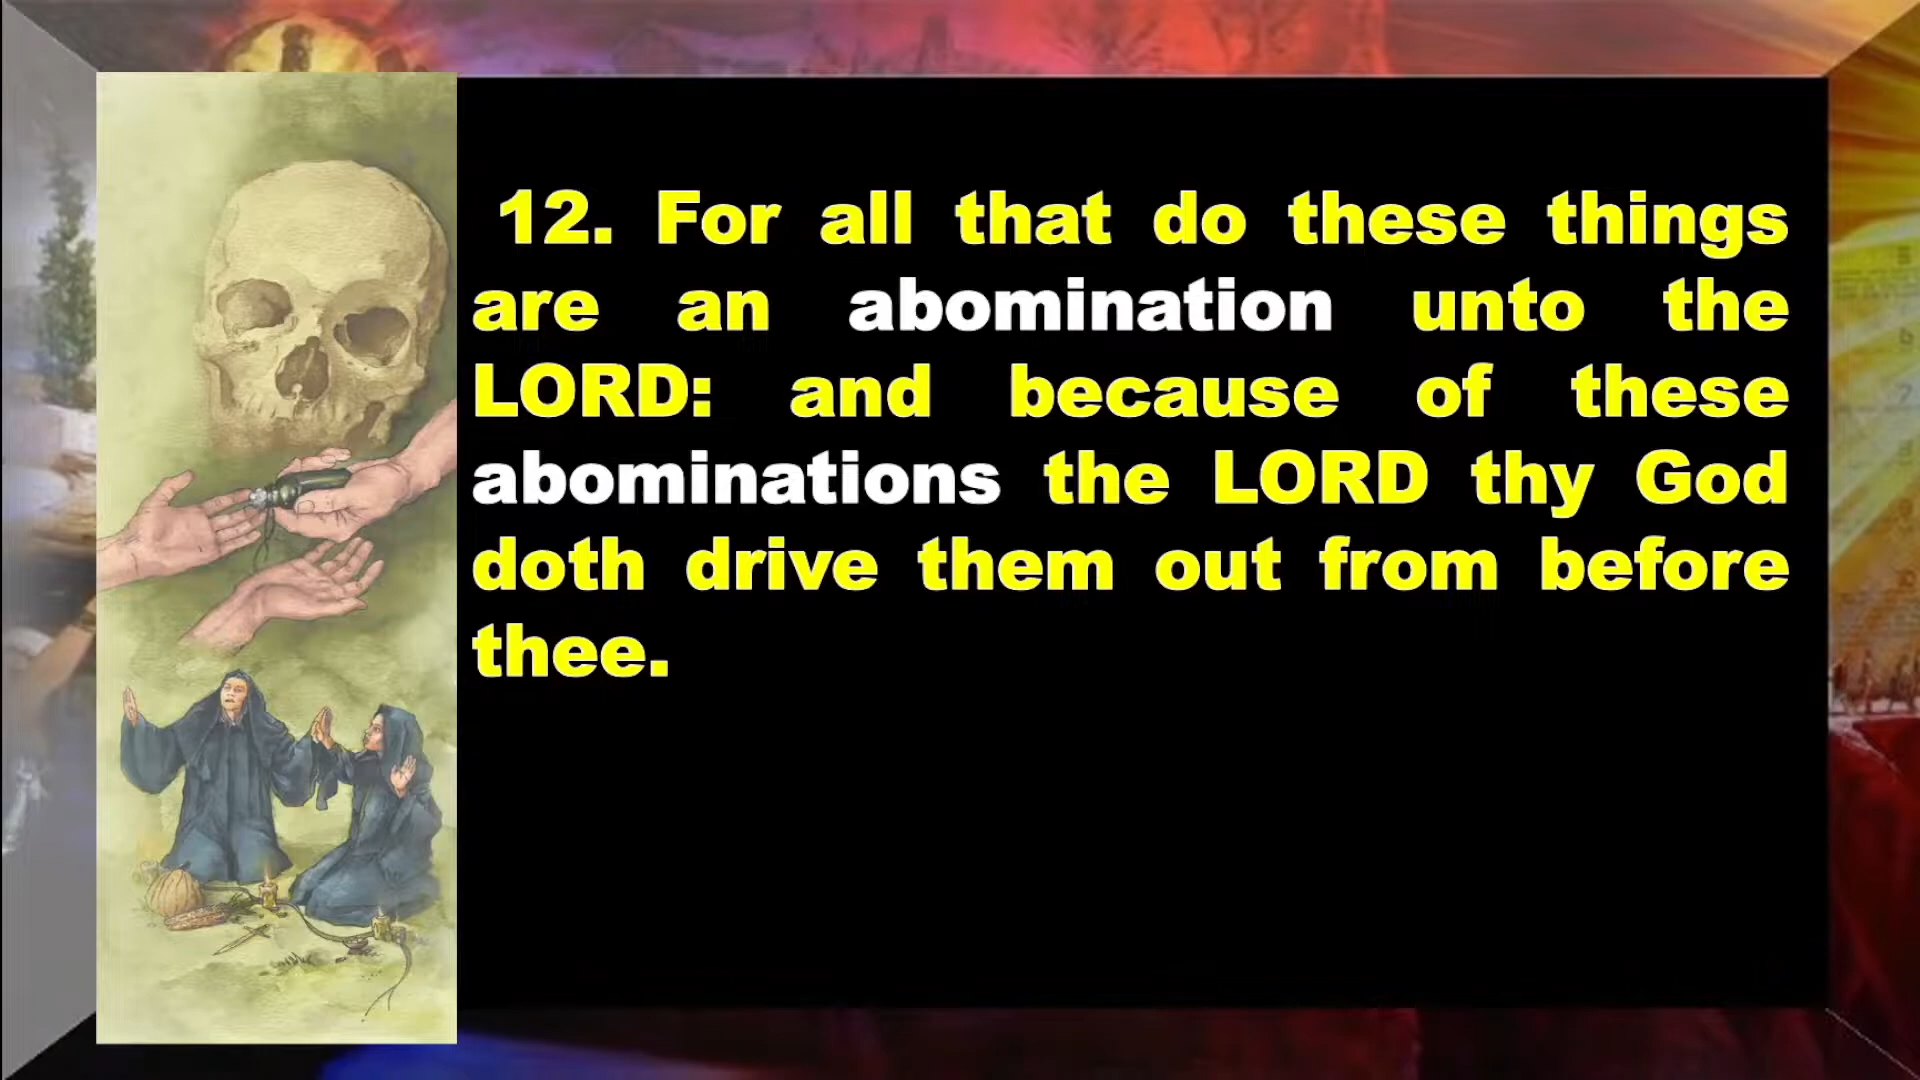 12. For all that do these things
are an abomination unto the
LORD: and because of these
abominations the LORD thy God
doth drive them out from before
thee.